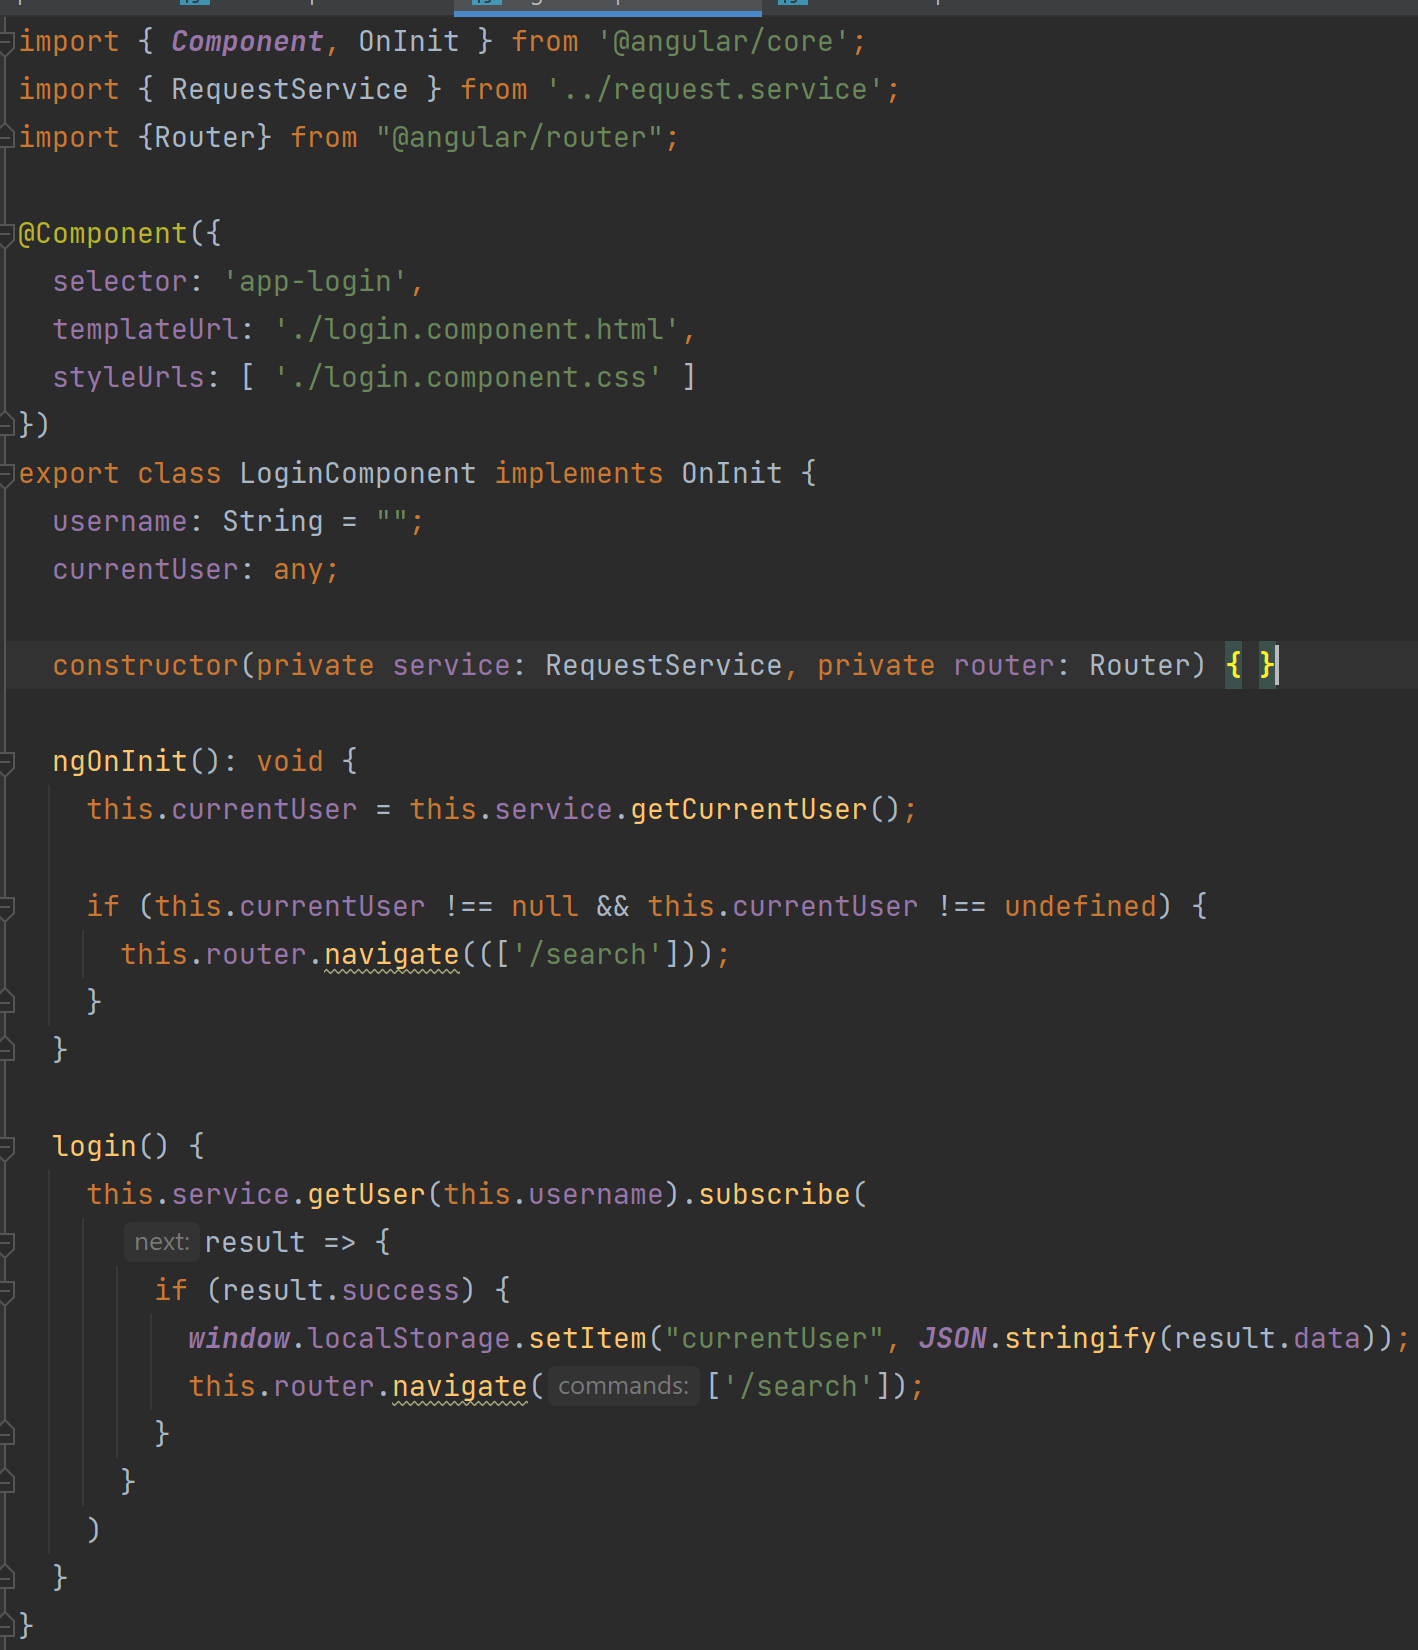 import { Component, OnInit } from '@angular/core';
import { RequestService } from '../request.service';
import {Router} from "@angular/router";

@Component({
  selector: 'app-login',
  templateUrl: './login.component.html',
  styleUrls: [ './login.component.css' ]
})
export class LoginComponent implements OnInit {
  username: String = "";
  currentUser: any;

  constructor(private service: RequestService, private router: Router) { }

  ngOnInit(): void {
    this.currentUser = this.service.getCurrentUser();

    if (this.currentUser !== null && this.currentUser !== undefined) {
      this.router.navigate((['/search']));
    }
  }

  login() {
    this.service.getUser(this.username).subscribe(
      next: result => {
        if (result.success) {
          window.localStorage.setItem("currentUser", JSON.stringify(result.data));
          this.router.navigate( commands: ['/search']);
        }
      }
    )
  }
}